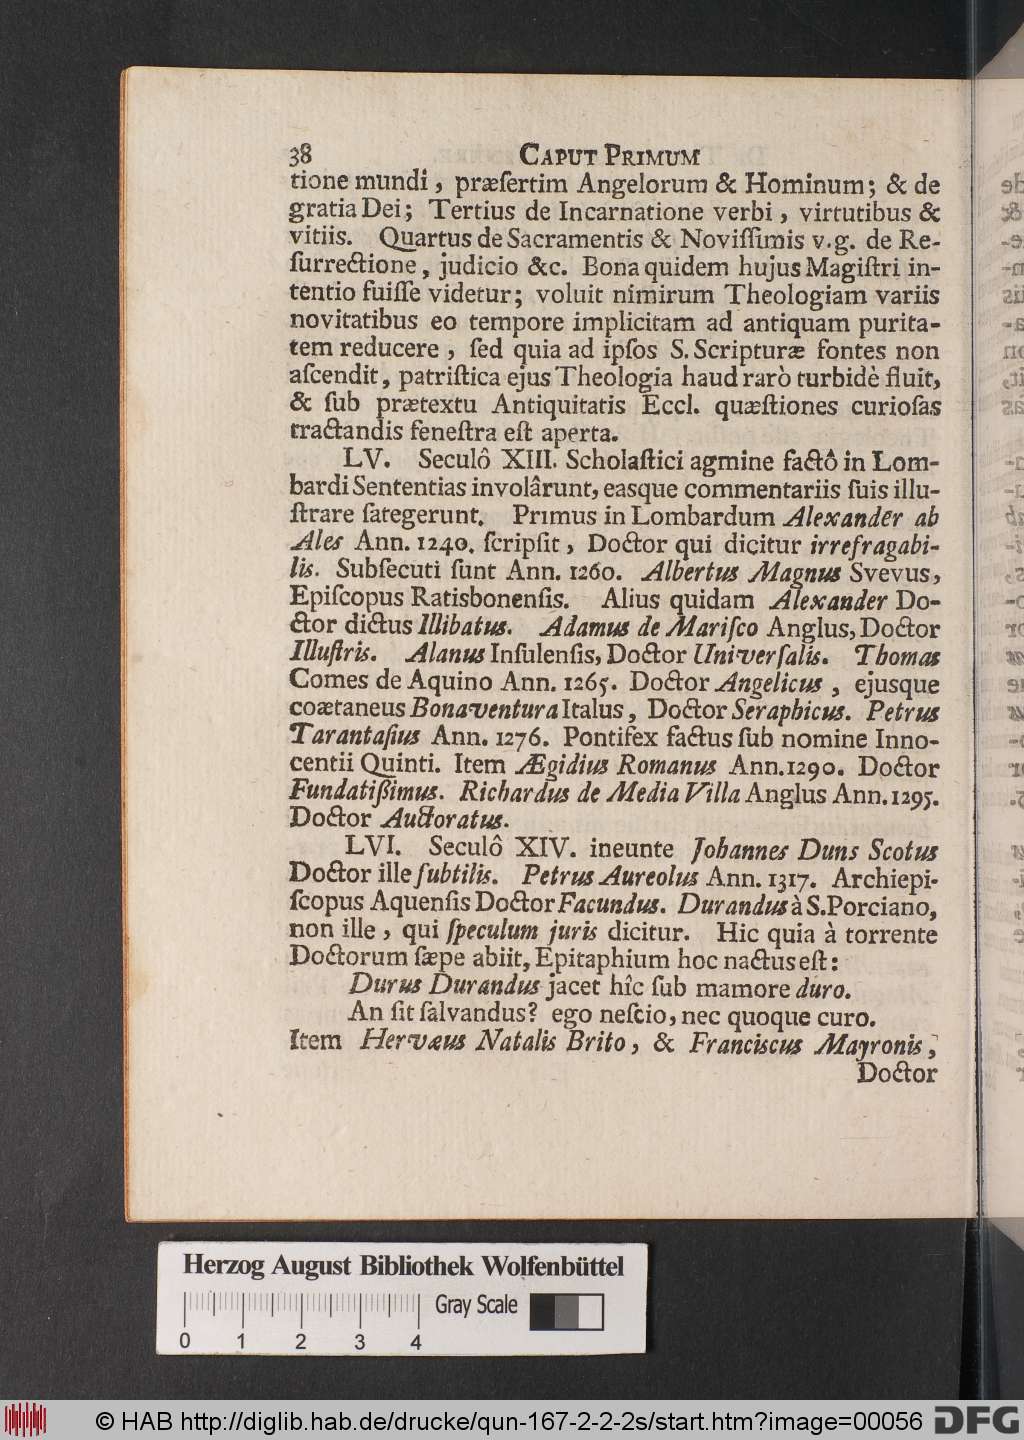 38 CAPUT PRIMUM
tione mundi, præſertim Angelorum & Hominum; & de
gratia Dei; Tertius de Incarnatione verbi, virtutibus &
vitiis. Quartus de Sacramentis & Noviſſimis v.g. de Re-
ſurrectione, judicio &c. Bona quidem hujus Magiſtri in-
tentio fuiſſe videtur; voluit nimirum Theologiam variis
novitatibus eo tempore implicitam ad antiquam purita-
tem reducere, ſed quia ad ipſos S. Scripturæ fontes non
aſcendit, patriſtica ejus Theologia haud rarò turbidè fluit,
& ſub prætextu Antiquitatis Eccl. quæſtiones curioſas
tractandis feneſtra eſt aperta.
LV. Seculô XIII. Scholaſtici agmine factô in Lom-
bardi Sententias involârunt, easque commentariis ſuis illu-
ſtrare ſategerunt. Primus in Lombardum Alexander ab
Ales Ann. 1240. ſcripſit, Doctor qui dicitur irrefragabi-
lis. Subſecuti ſunt Ann. 1260. Albertus Magnus Svevus,
Epiſcopus Ratisbonenſis. Alius quidam Alexander Do-
ctor dictus Illibatus. Adamus de Mariſco Anglus, Doctor
Illuſtris. Alanus Inſulenſis, Doctor Univerſalis. Thomas
Comes de Aquino Ann. 1265. Doctor Angelicus, ejusque
coætaneus Bonaventura Italus, Doctor Seraphicus. Petrus
Tarantaſius Ann. 1276. Pontifex factus ſub nomine Inno-
centii Quinti. Item Ægidius Romanus Ann. 1290. Doctor
Fundatißimus. Richardus de Media Villa Anglus Ann. 1295.
Doctor Auctoratus.
LVI. Seculô XIV. ineunte Johannes Duns Scotus
Doctor ille ſubtilis. Petrus Aureolus Ann. 1317. Archiepi-
ſcopus Aquenſis Doctor Facundus. Durandus à S. Porciano,
non ille, qui ſpeculum juris dicitur. Hic quia à torrente
Doctorum ſæpe abiit, Epitaphium hoc nactus eſt:
Durus Durandus jacet hîc ſub mamore duro.
An ſit ſalvandus? ego neſcio, nec quoque curo.
Item Hervæus Natalis Brito, & Franciscus Mayronis,
Doctor
Herzog August Bibliothek Wolfenbüttel
Gray Scale
0 1 2 3 4
© HAB http://diglib.hab.de/drucke/qun-167-2-2-2s/start.htm?image=00056
DFG